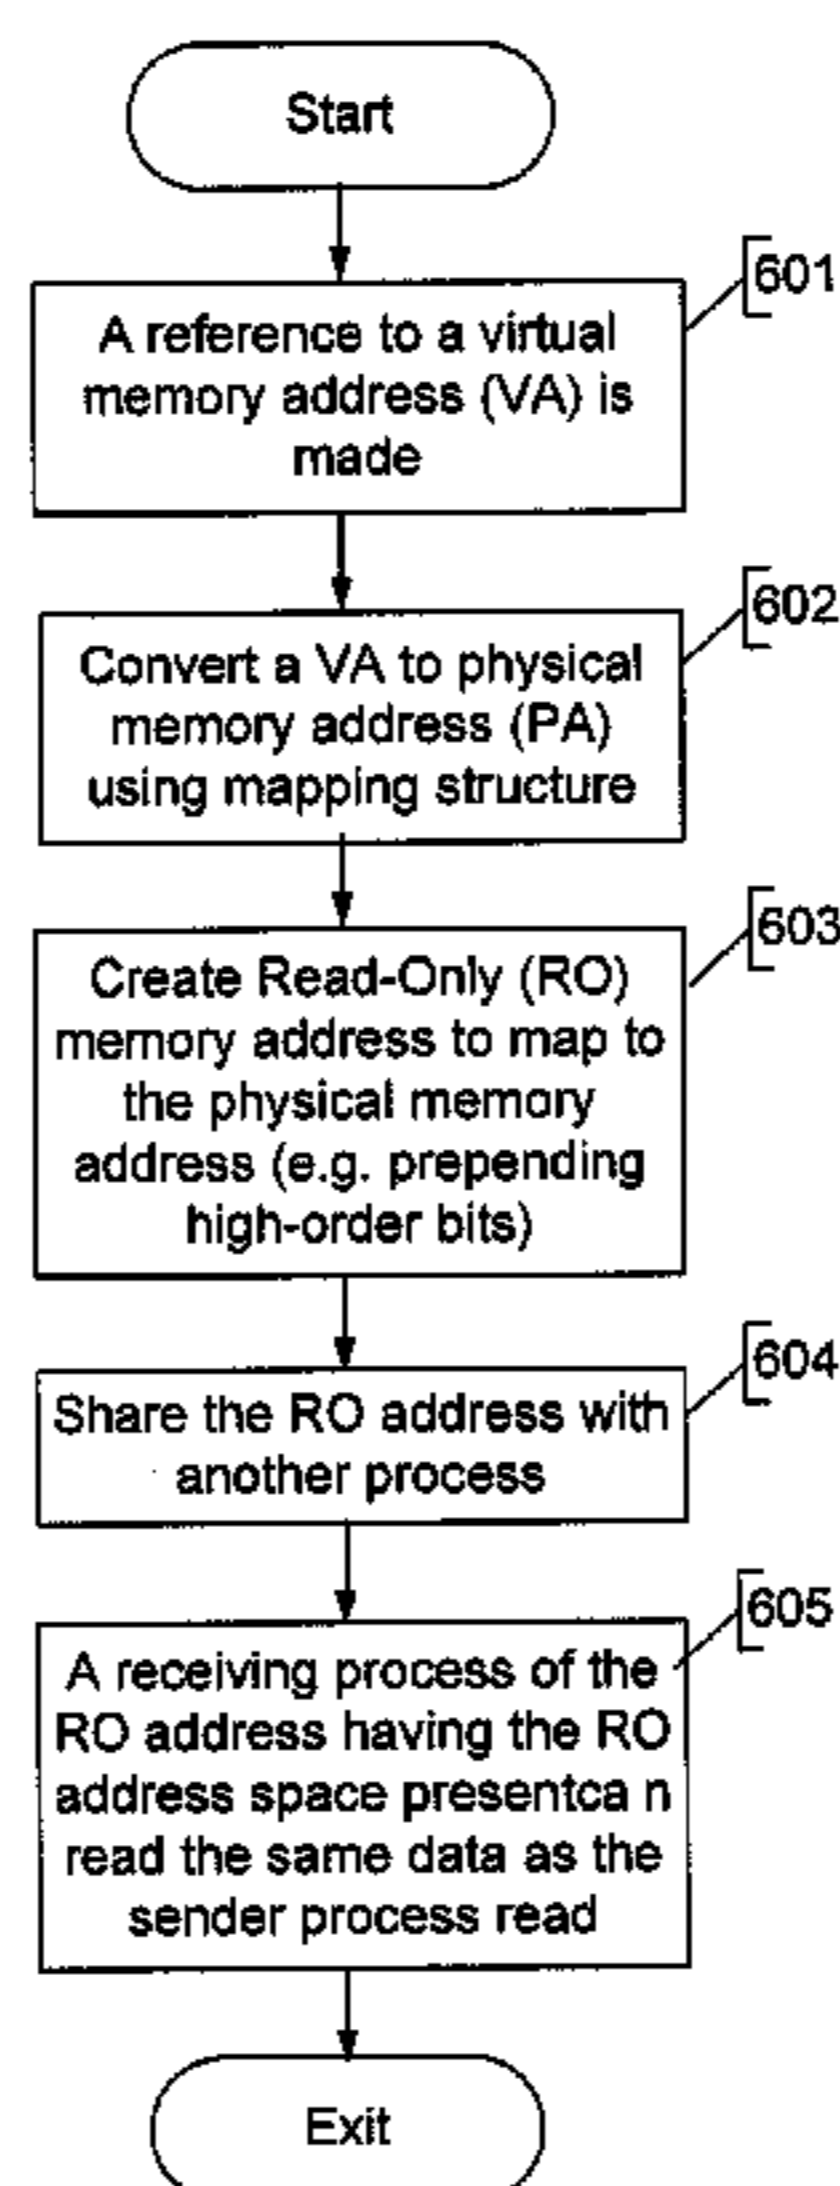 Start
601
A reference to a virtual
memory address (VA) is
made
602
Convert a VA to physical
memory address (PA)
using mapping structure
603
Create Read-Only (RO)
memory address to map to
the physical memory
address (e.g. prepending
high-order bits)
604
Share the RO address with
another process
605
A receiving process of the
RO address having the RO
address space presentca n
read the same data as the
sender process read
Exit